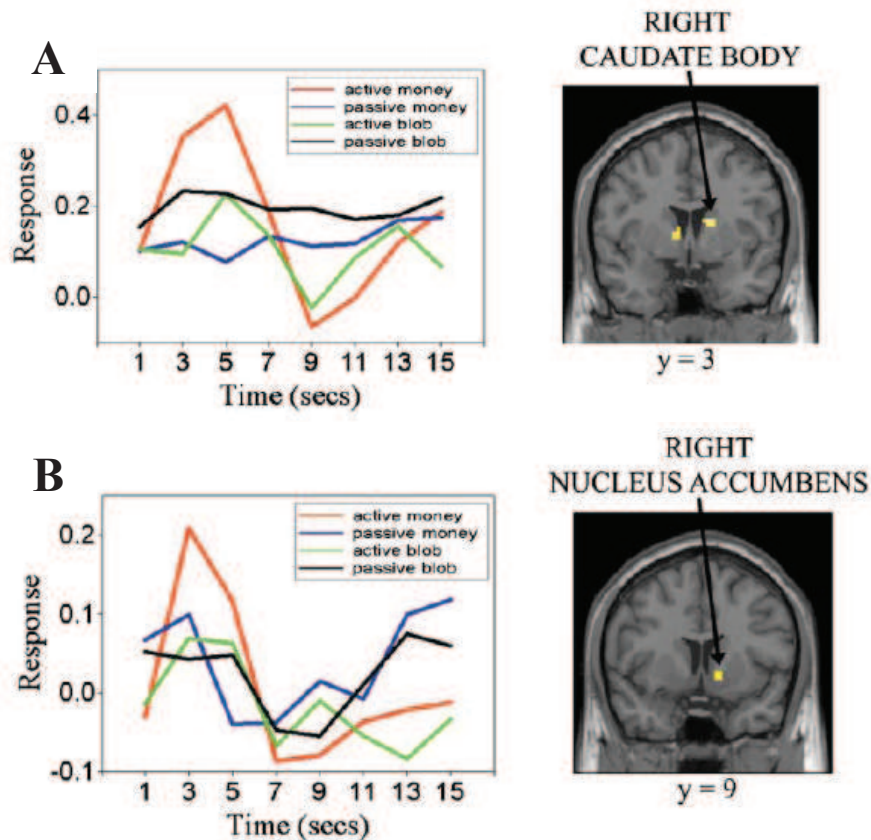 A
RIGHT
CAUDATE BODY
active money
passive money
active blob
passive blob
0.4
0.2
0.0
Response
1 3 5 7 9 11 13 15
Time (secs)
y = 3
B
RIGHT
NUCLEUS ACCUMBENS
active money
passive money
active blob
passive blob
0.2
0.1
0.0
-0.1
Response
1 3 5 7 9 11 13 15
Time (secs)
y = 9